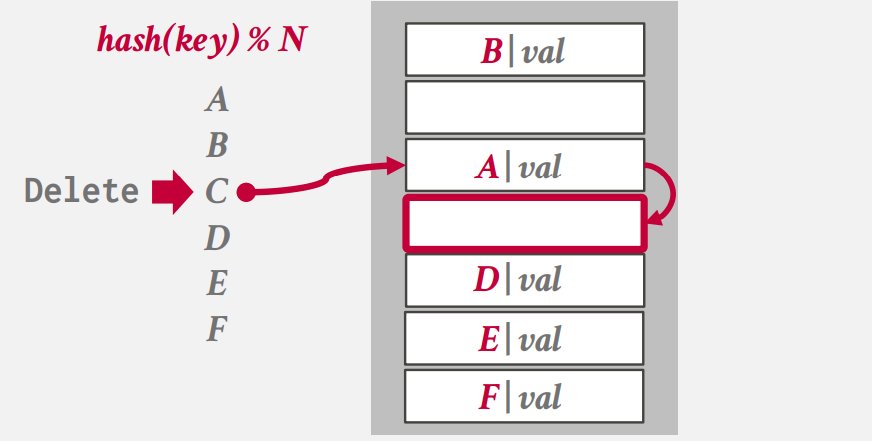 hash(key) % N
A
B
Delete C
D
E
F
B|val
A|val
D|val
E|val
F|val